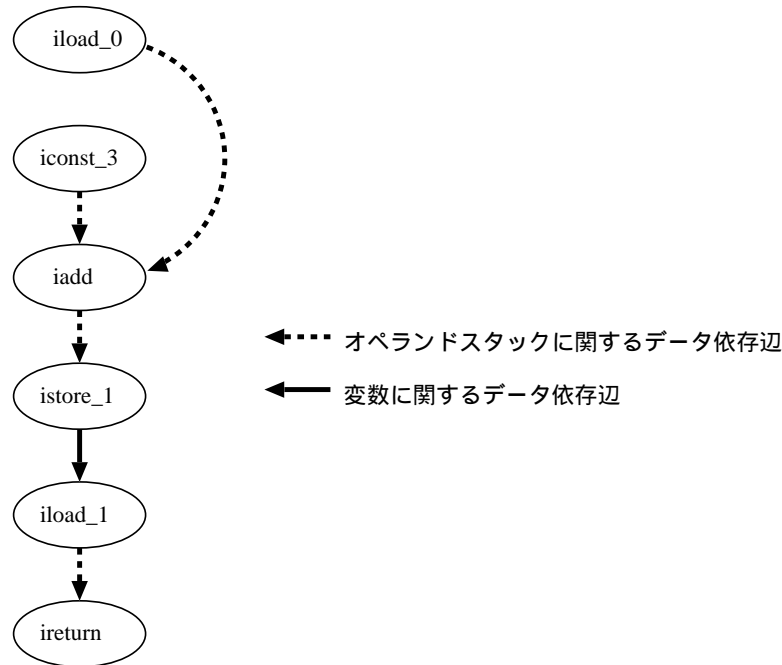 iload_0
iconst_3
iadd
istore_1
iload_1
ireturn
オペランドスタックに関するデータ依存辺
変数に関するデータ依存辺